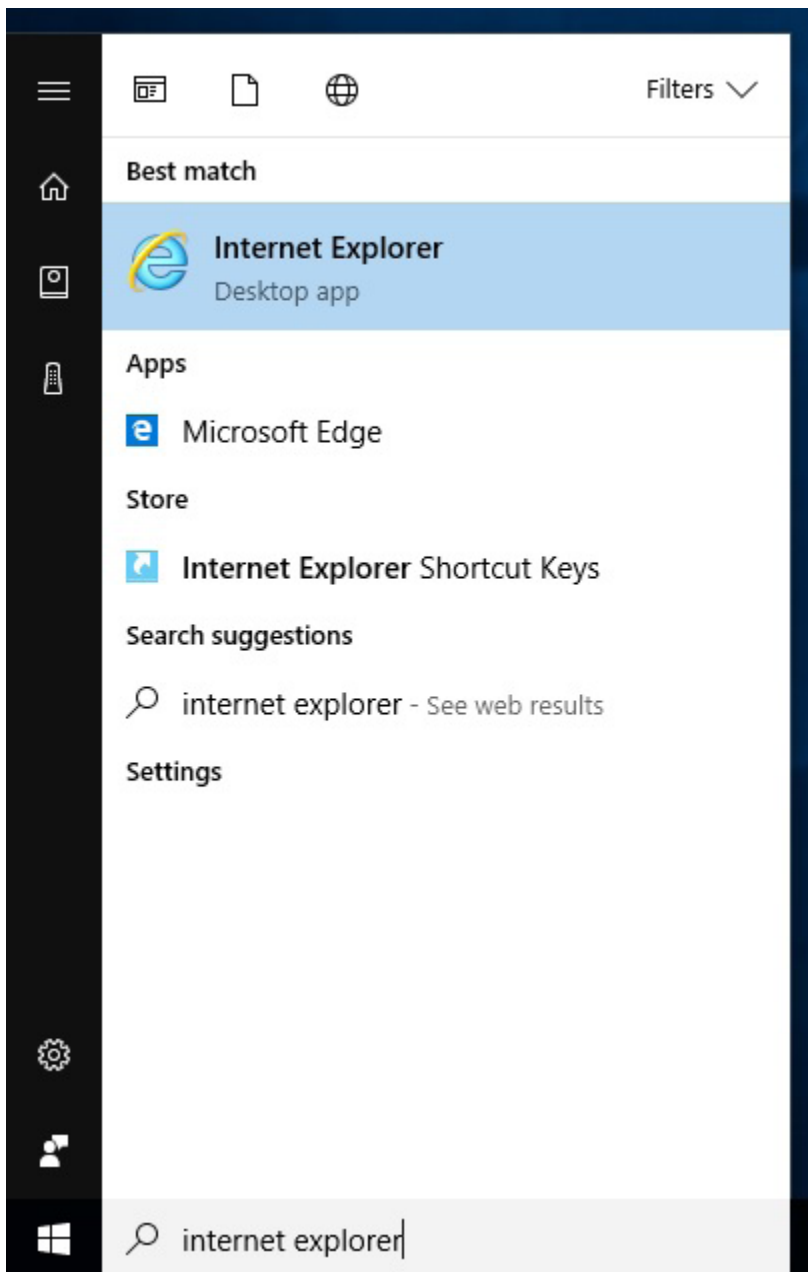 Filters
Best match
Internet Explorer
Desktop app
Apps
Microsoft Edge
Store
Internet Explorer Shortcut Keys
Search suggestions
internet explorer - See web results
Settings
internet explorer